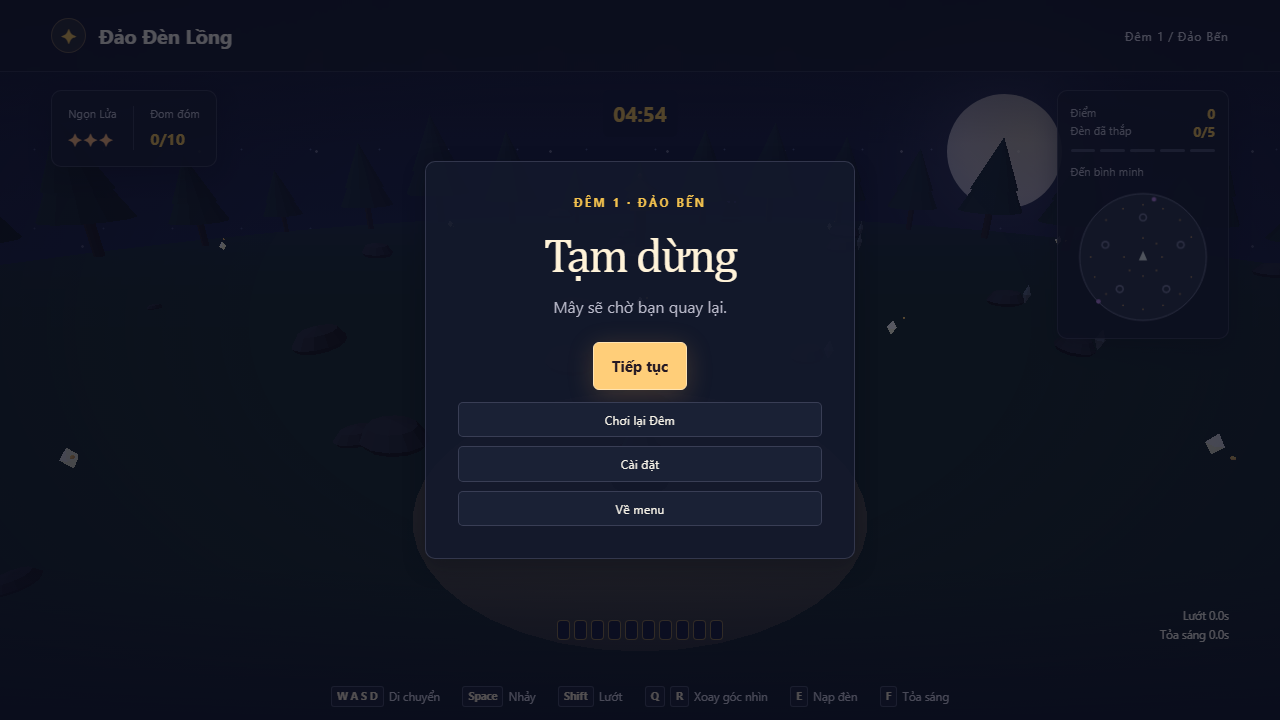 Đảo Đèn Lồng
Đêm 1 / Đảo Bến
Ngọn Lửa
Đom đóm
0/10
04:54
Điểm
0
Đèn đã thắp
0/5
Đến bình minh
ĐÊM 1 · ĐẢO BẾN
Tạm dừng
Mây sẽ chờ bạn quay lại.
Tiếp tục
Chơi lại Đêm
Cài đặt
Về menu
Lướt 0.0s
Tỏa sáng 0.0s
WASD Di chuyển Space Nhảy Shift Lướt Q R Xoay góc nhìn E Nạp đèn F Tỏa sáng